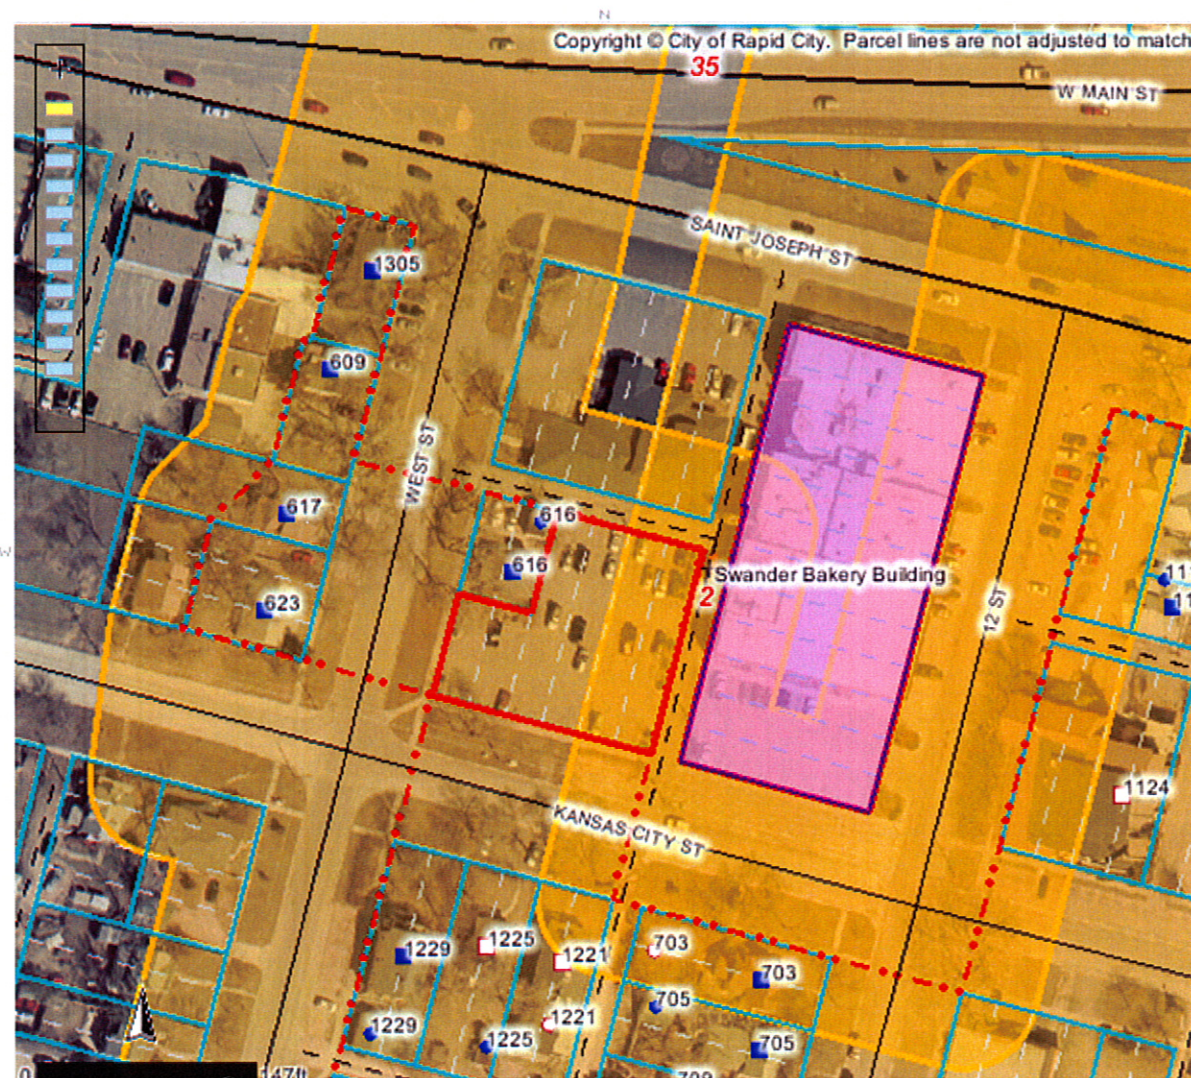 N
Copyright © City of Rapid City. Parcel lines are not adjusted to match
35
W MAIN ST
SAINT JOSEPH ST
1305
609
WEST ST
617
616
616
W
Swander Bakery Building
2
623
12 ST
1124
KANSAS CITY ST
1229
1225
1221
703
703
705
1229
1225
1221
705
0
147ft